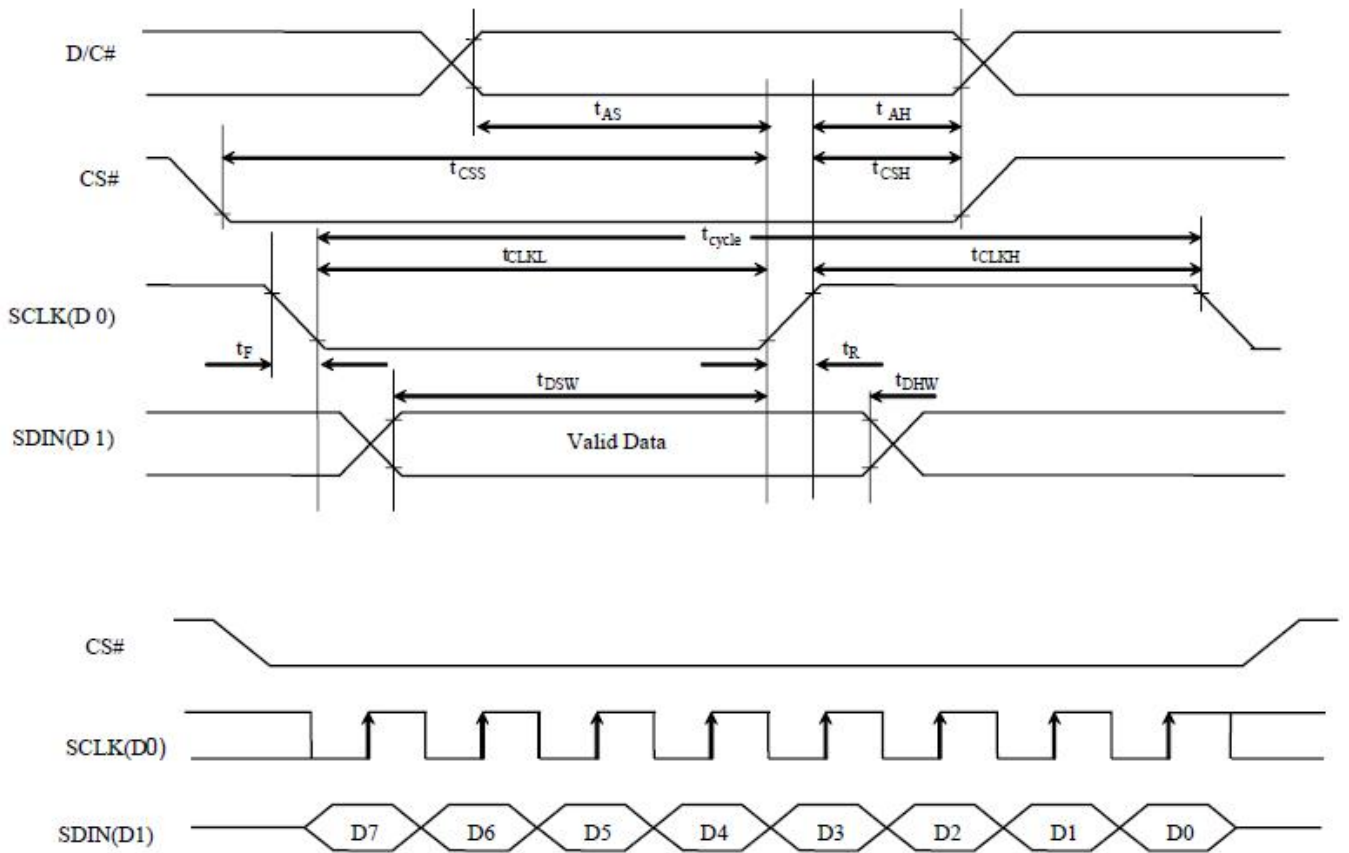 D/C#
tAS
t AH
CS#
tCSS
tCSH
tcycle
tCLKL
tCLKH
SCLK(D 0)
tF
tR
tDSW
tDHW
SDIN(D 1)
Valid Data
CS#
SCLK(D0)
SDIN(D1)
D7 D6 D5 D4 D3 D2 D1 D0